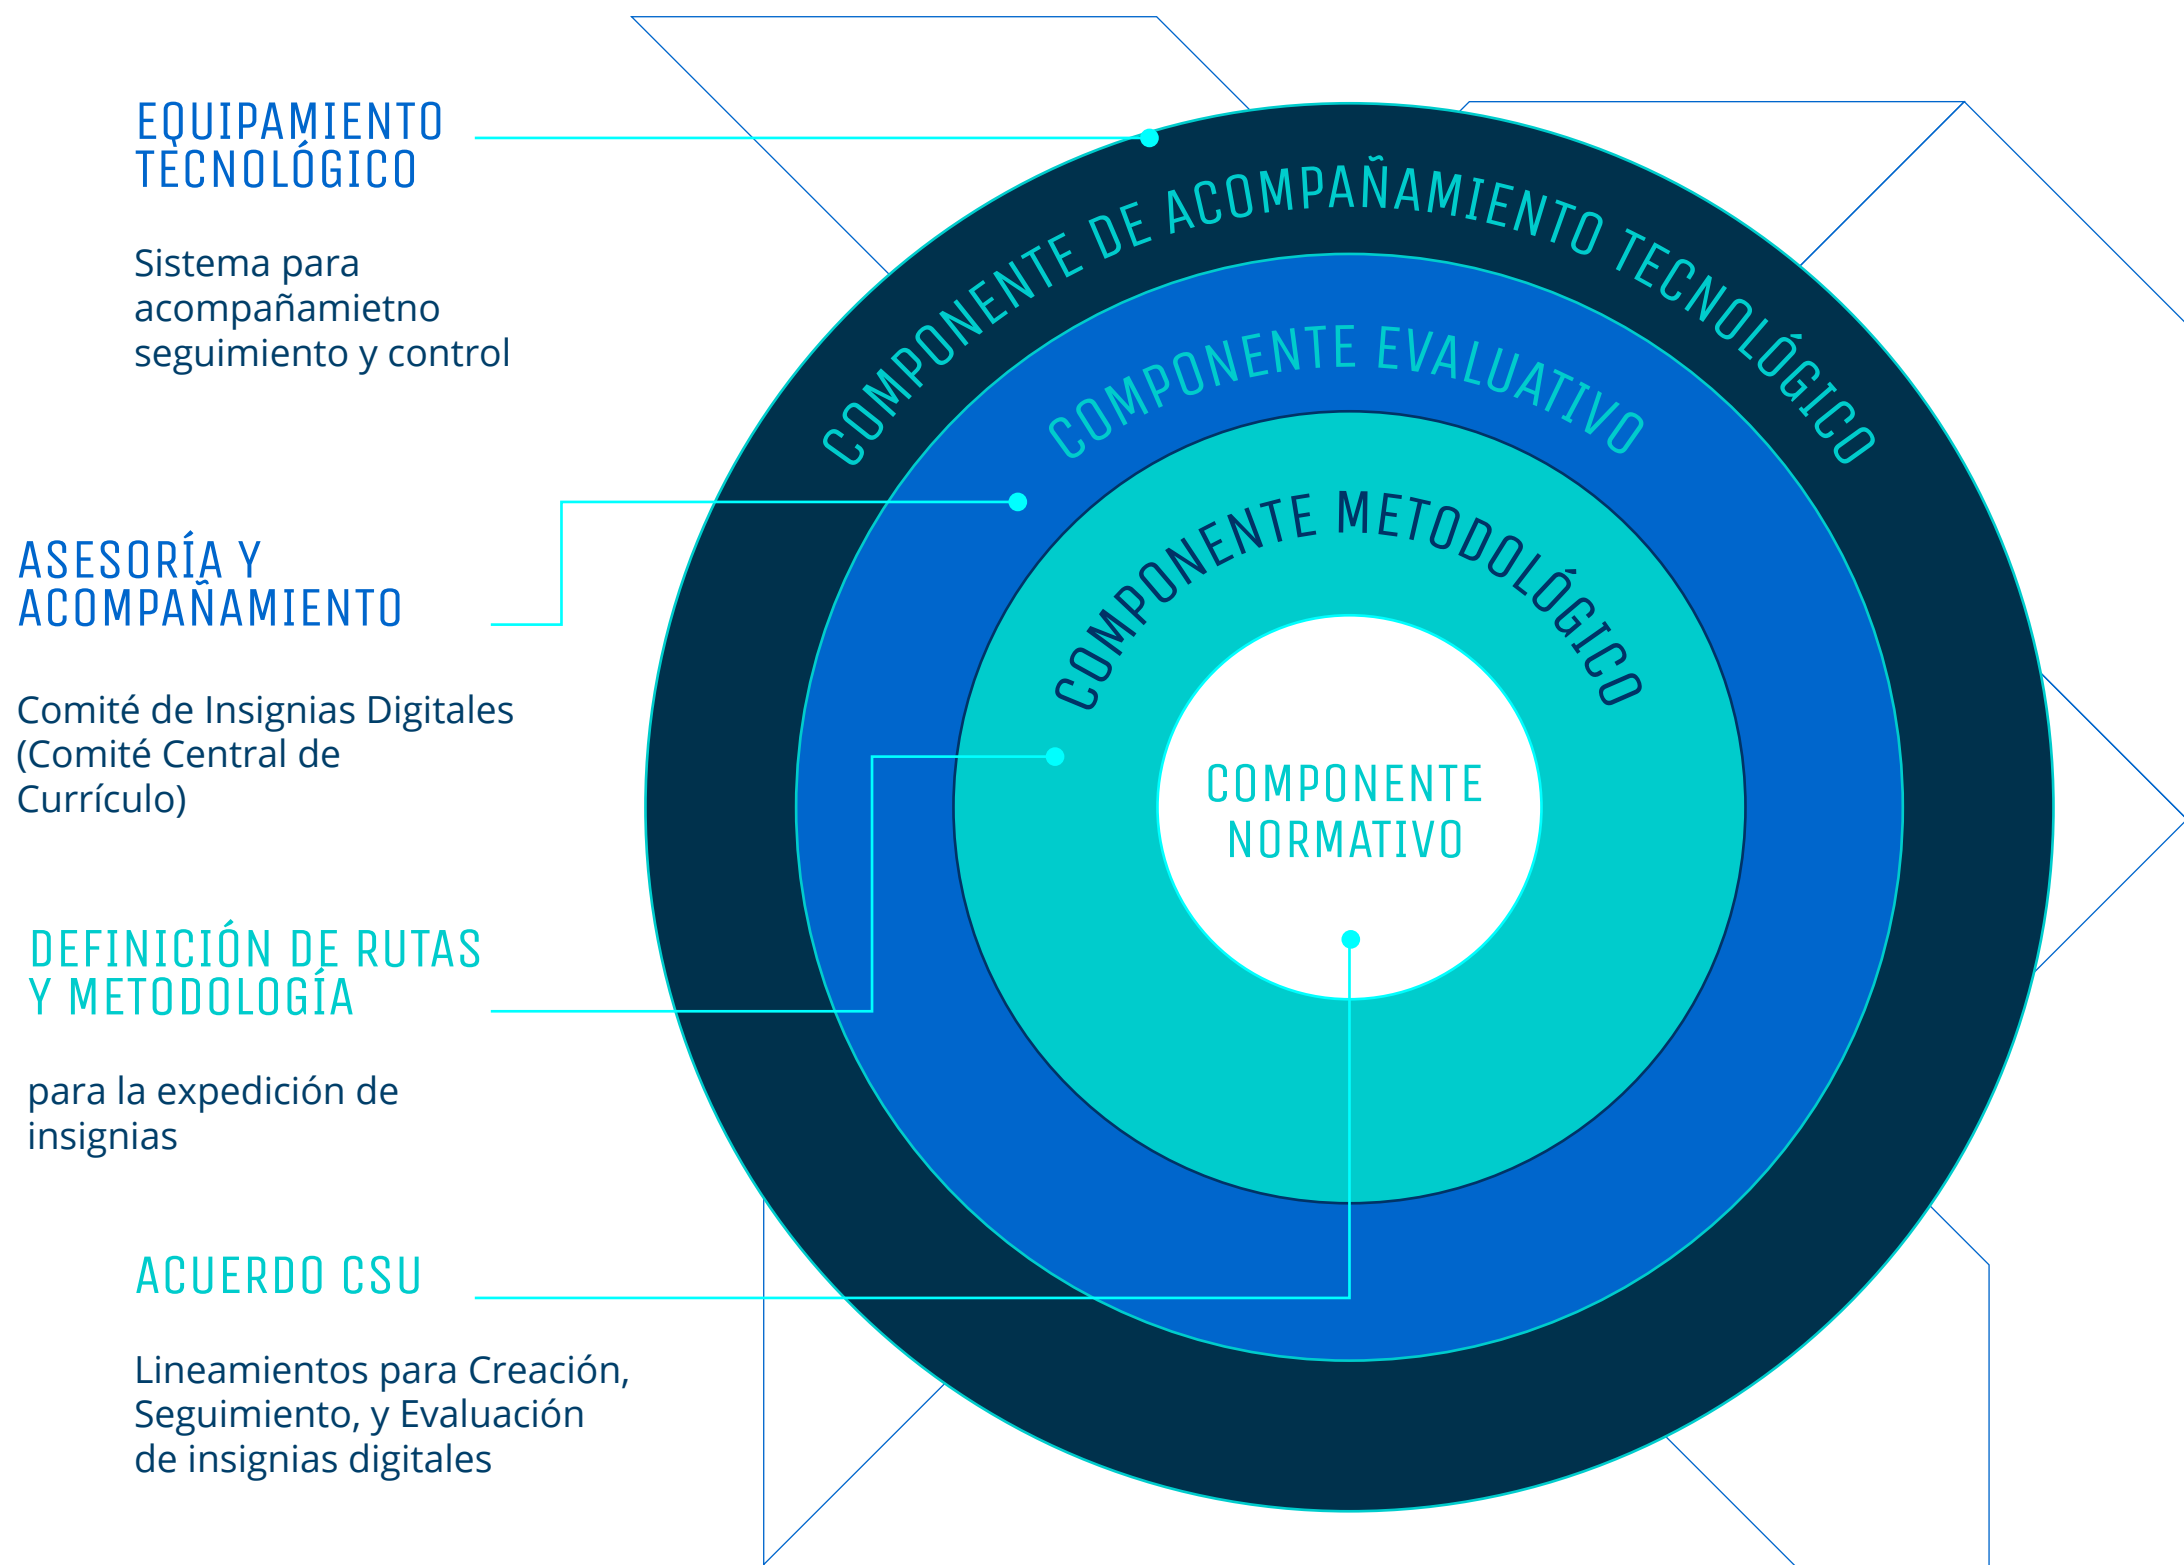 EQUIPAMIENTO
TECNOLÓGICO
Sistema para
acompañamietno
seguimiento y control
ASESORÍA Y
ACOMPAÑAMIENTO
Comité de Insignias Digitales
(Comité Central de
Currículo)
DEFINICIÓN DE RUTAS
Y METODOLOGÍA
para la expedición de
insignias
ACUERDO CSU
Lineamientos para Creación,
Seguimiento, y Evaluación
de insignias digitales
COMPONENTE DE ACOMPAÑAMIENTO TECNOLÓGICO
COMPONENTE EVALUATIVO
COMPONENTE METODOLÓGICO
COMPONENTE
NORMATIVO